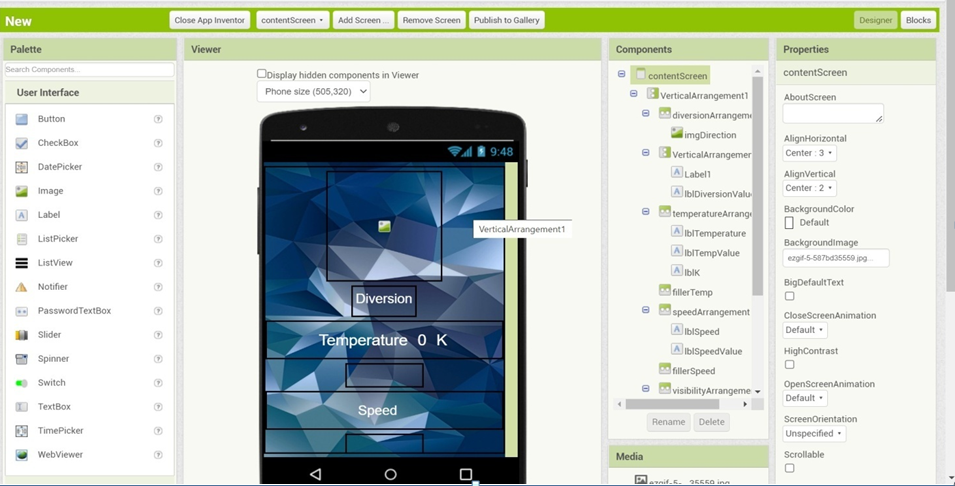 New
Close App Inventor
contentScreen
Add Screen ...
Remove Screen
Publish to Gallery
Designer
Blocks
Palette
Search Components...
User Interface
Button
CheckBox
DatePicker
Image
Label
ListPicker
ListView
Notifier
PasswordTextBox
Slider
Spinner
Switch
TextBox
TimePicker
WebViewer
Viewer
Display hidden components in Viewer
Phone size (505,320)
9:48
VerticalArrangement1
Diversion
Temperature 0 K
Speed
Components
contentScreen
VerticalArrangement1
diversionArrangeme
imgDirection
VerticalArrangemer
Label1
lblDiversionValu
temperatureArrange
lblTemperature
lblTempValue
lblK
fillerTemp
speedArrangement
lblSpeed
lblSpeedValue
fillerSpeed
visibilityArrangeme
Rename
Delete
Media
ezgif-5-...35559.jpg
Properties
contentScreen
AboutScreen
AlignHorizontal
Center : 3
AlignVertical
Center : 2
BackgroundColor
Default
BackgroundImage
ezgif-5-587bd35559.jpg...
BigDefaultText
CloseScreenAnimation
Default
HighContrast
OpenScreenAnimation
Default
ScreenOrientation
Unspecified
Scrollable